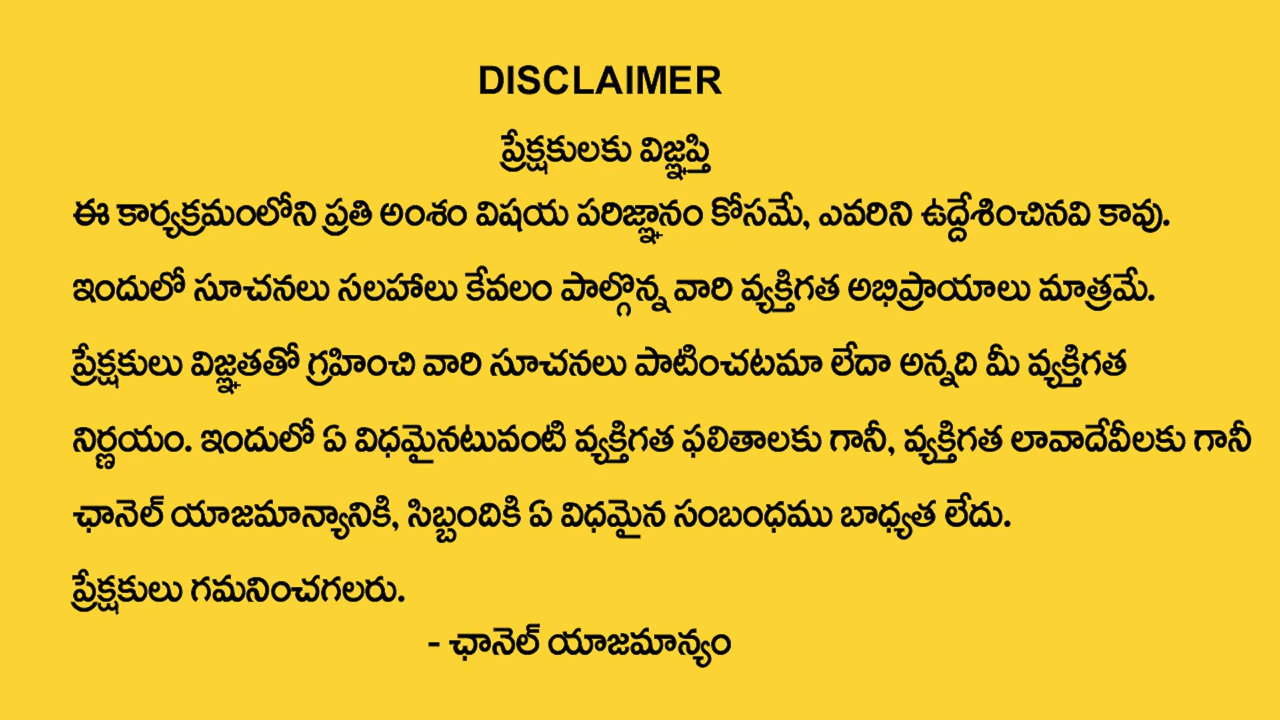 DISCLAIMER
ప్రేక్షకులకు విజ్ఞప్తి
ఈ కార్యక్రమంలోని ప్రతి అంశం విషయ పరిజ్ఞానం కోసమే, ఎవరిని ఉద్దేశించినవి కావు.
ఇందులో సూచనలు సలహాలు కేవలం పాల్గొన్న వారి వ్యక్తిగత అభిప్రాయాలు మాత్రమే.
ప్రేక్షకులు విజ్ఞతతో గ్రహించి వారి సూచనలు పాటించటమా లేదా అన్నది మీ వ్యక్తిగత
నిర్ణయం. ఇందులో ఏ విధమైనటువంటి వ్యక్తిగత ఫలితాలకు గానీ, వ్యక్తిగత లావాదేవీలకు గానీ
ఛానెల్ యాజమాన్యానికి, సిబ్బందికి ఏ విధమైన సంబంధము బాధ్యత లేదు.
ప్రేక్షకులు గమనించగలరు.
- ఛానెల్ యాజమాన్యం